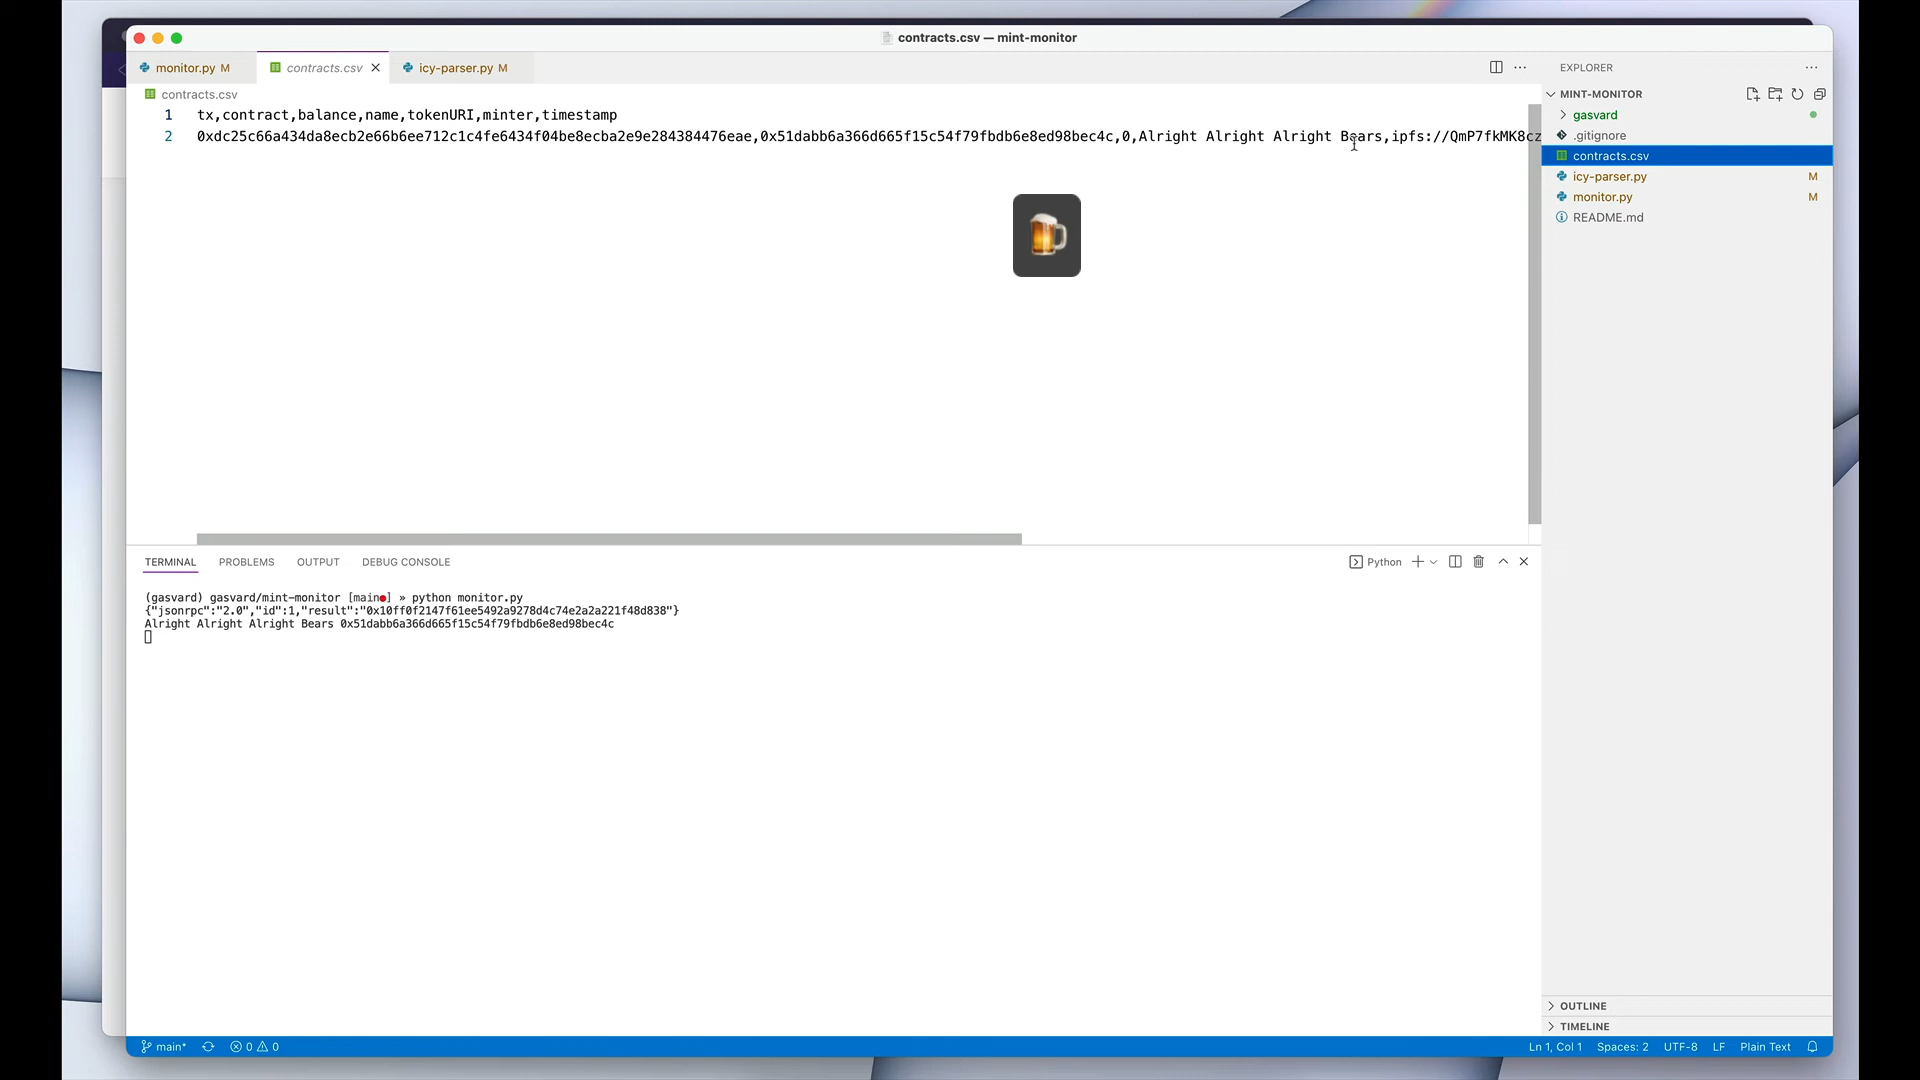 contracts.csv — mint-monitor
monitor.py M
contracts.csv
icy-parser.py M
EXPLORER
contracts.csv
MINT-MONITOR
1 tx,contract,balance,name,tokenURI,minter,timestamp
2 0xdc25c66a434da8ecb2e66b6ee712c1c4fe6434f04be8ecba2e9e284384476eae,0x51dabb6a366d665f15c54f79fbdb6e8ed98bec4c,0,Alright Alright Alright Bears,ipfs://QmP7fkMK8cz
gasvard
.gitignore
contracts.csv
icy-parser.py M
monitor.py M
README.md
TERMINAL PROBLEMS OUTPUT DEBUG CONSOLE
Python
(gasvard) gasvard/mint-monitor [main●] » python monitor.py
{"jsonrpc":"2.0","id":1,"result":"0x10ff0f2147f61ee5492a9278d4c74e2a2a221f48d838"}
Alright Alright Alright Bears 0x51dabb6a366d665f15c54f79fbdb6e8ed98bec4c
OUTLINE
TIMELINE
main* 0 0
Ln 1, Col 1 Spaces: 2 UTF-8 LF Plain Text